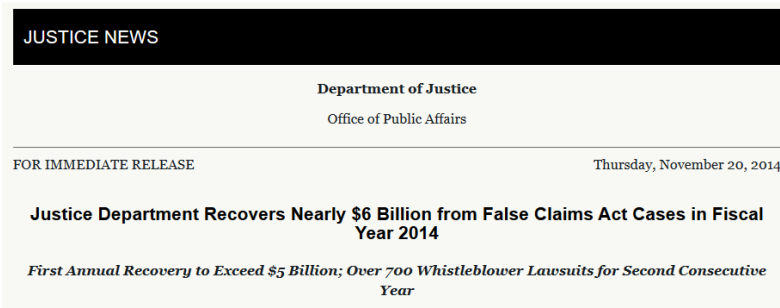 JUSTICE NEWS
Department of Justice
Office of Public Affairs
FOR IMMEDIATE RELEASE
Thursday, November 20, 2014
Justice Department Recovers Nearly $6 Billion from False Claims Act Cases in Fiscal
Year 2014
First Annual Recovery to Exceed $5 Billion; Over 700 Whistleblower Lawsuits for Second Consecutive
Year